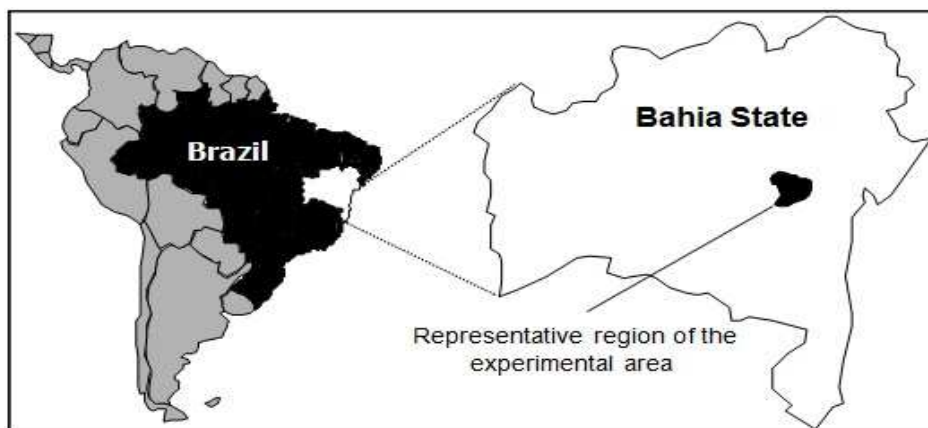 Brazil
Bahia State
Representative region of the
experimental area